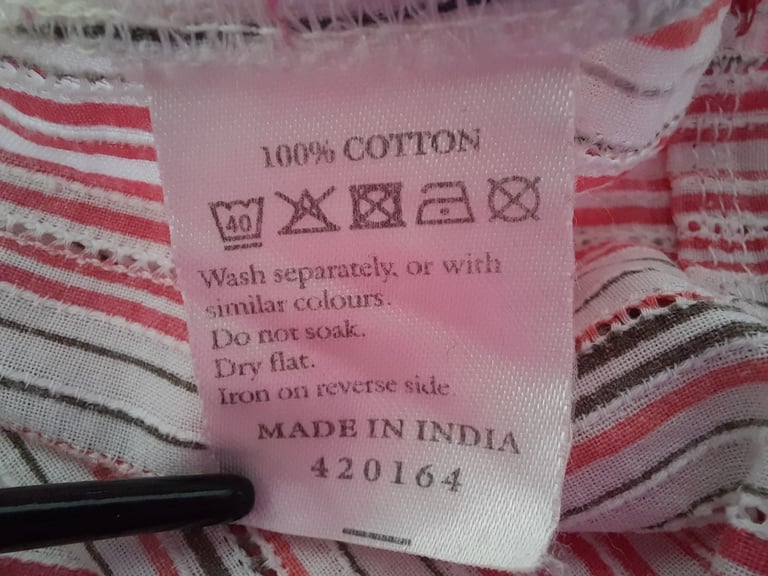 100% COTTON
40
Wash separately, or with
similar colours.
Do not soak.
Dry flat.
Iron on reverse side
MADE IN INDIA
420164